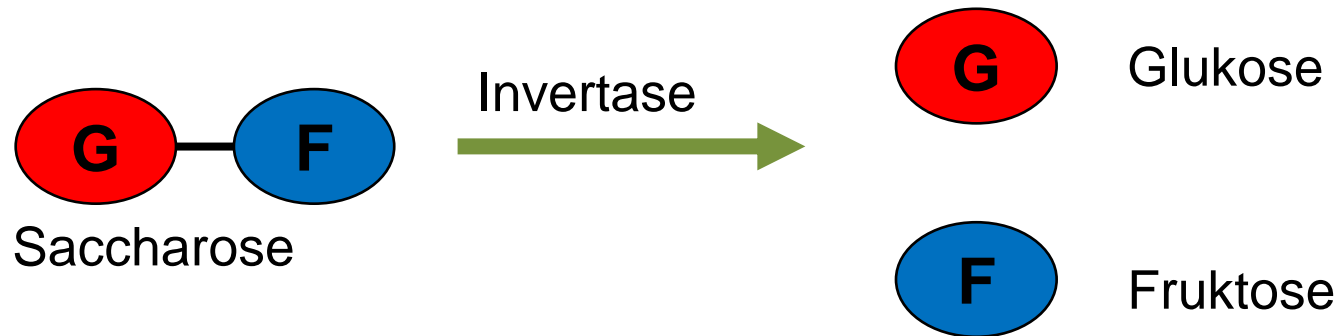 G F
Saccharose
Invertase
G Glukose
F Fruktose